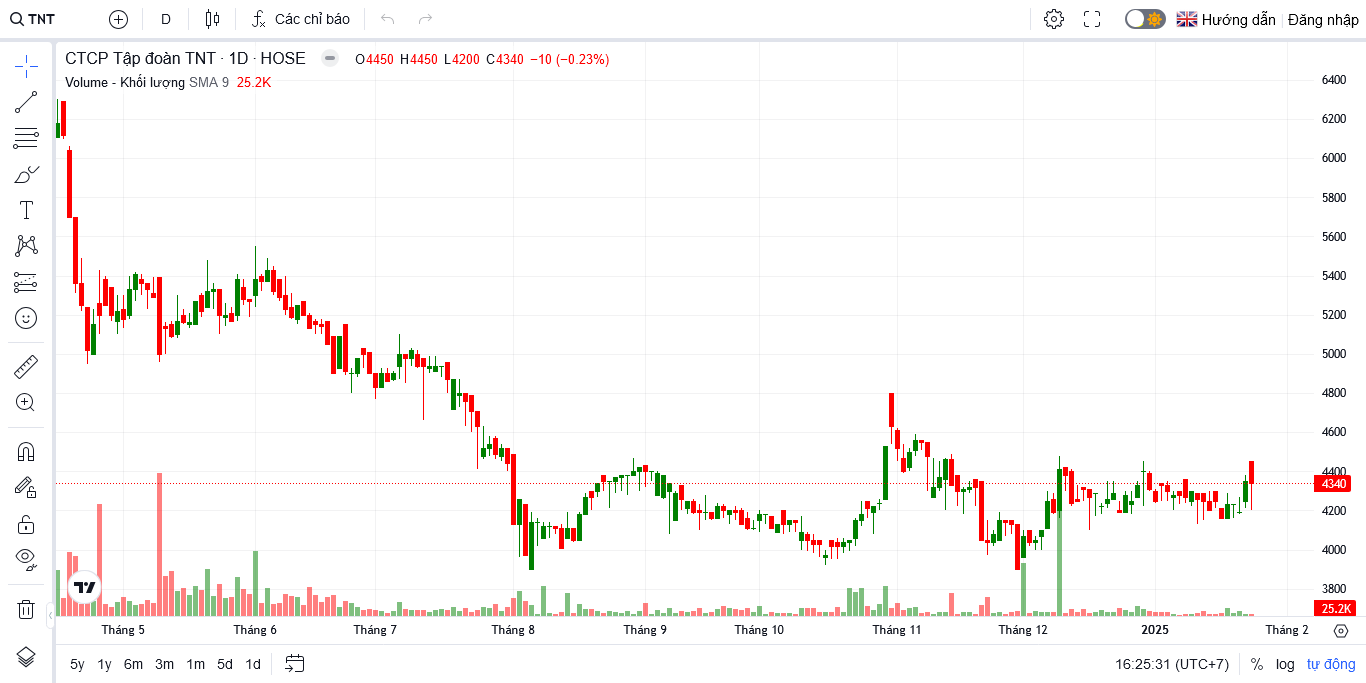 TNT D Các chỉ báo Hướng dẫn Đăng nhập
CTCP Tập đoàn TNT · 1D · HOSE O4450 H4450 L4200 C4340 −10 (−0.23%)
Volume - Khối lượng SMA 9 25.2K
6400
6200
6000
5800
5600
5400
5200
5000
4800
4600
4400
4340
4200
4000
3800
25.2K
Tháng 5 Tháng 6 Tháng 7 Tháng 8 Tháng 9 Tháng 10 Tháng 11 Tháng 12 2025 Tháng 2
5y 1y 6m 3m 1m 5d 1d 16:25:31 (UTC+7) % log tự động